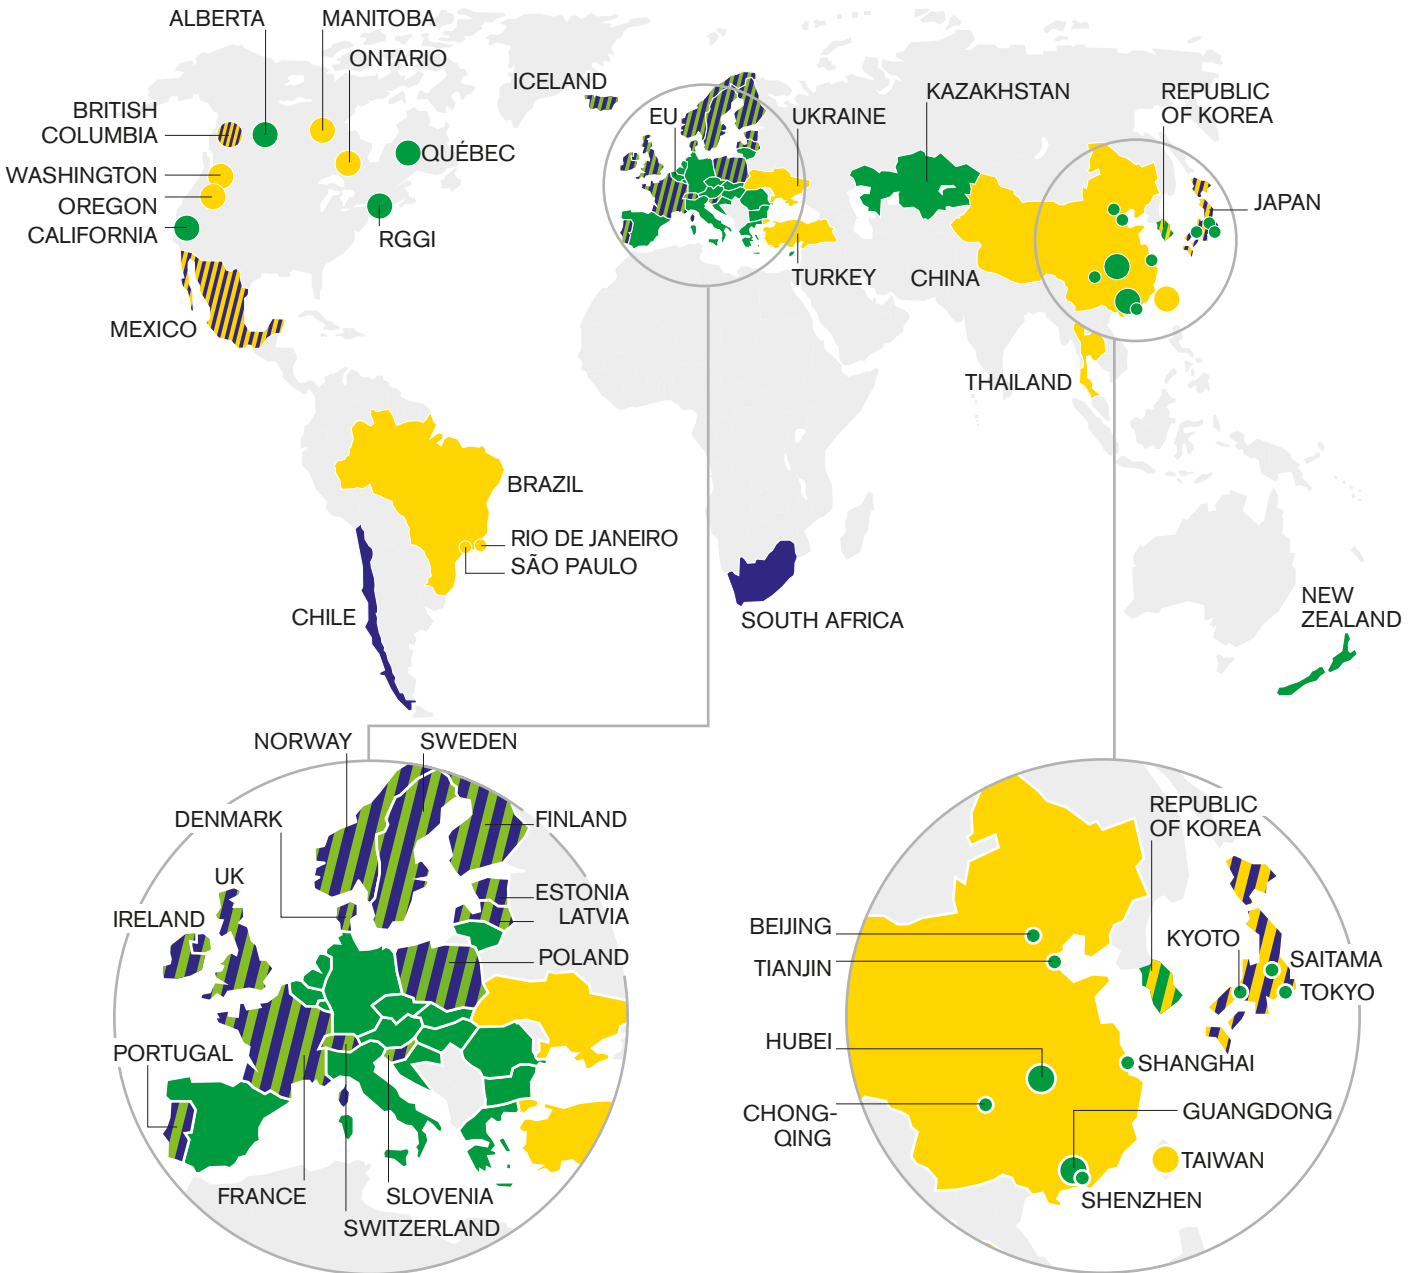 ALBERTA
MANITOBA
ONTARIO
BRITISH
COLUMBIA
WASHINGTON
OREGON
CALIFORNIA
QUÉBEC
RGGI
MEXICO
ICELAND
EU
UKRAINE
TURKEY
KAZAKHSTAN
CHINA
REPUBLIC
OF KOREA
JAPAN
THAILAND
BRAZIL
RIO DE JANEIRO
SÃO PAULO
CHILE
SOUTH AFRICA
NEW
ZEALAND
NORWAY
SWEDEN
DENMARK
FINLAND
UK
IRELAND
ESTONIA
LATVIA
POLAND
PORTUGAL
FRANCE
SLOVENIA
SWITZERLAND
REPUBLIC
OF KOREA
BEIJING
TIANJIN
KYOTO
SAITAMA
TOKYO
HUBEI
SHANGHAI
CHONG-
QING
GUANGDONG
TAIWAN
SHENZHEN